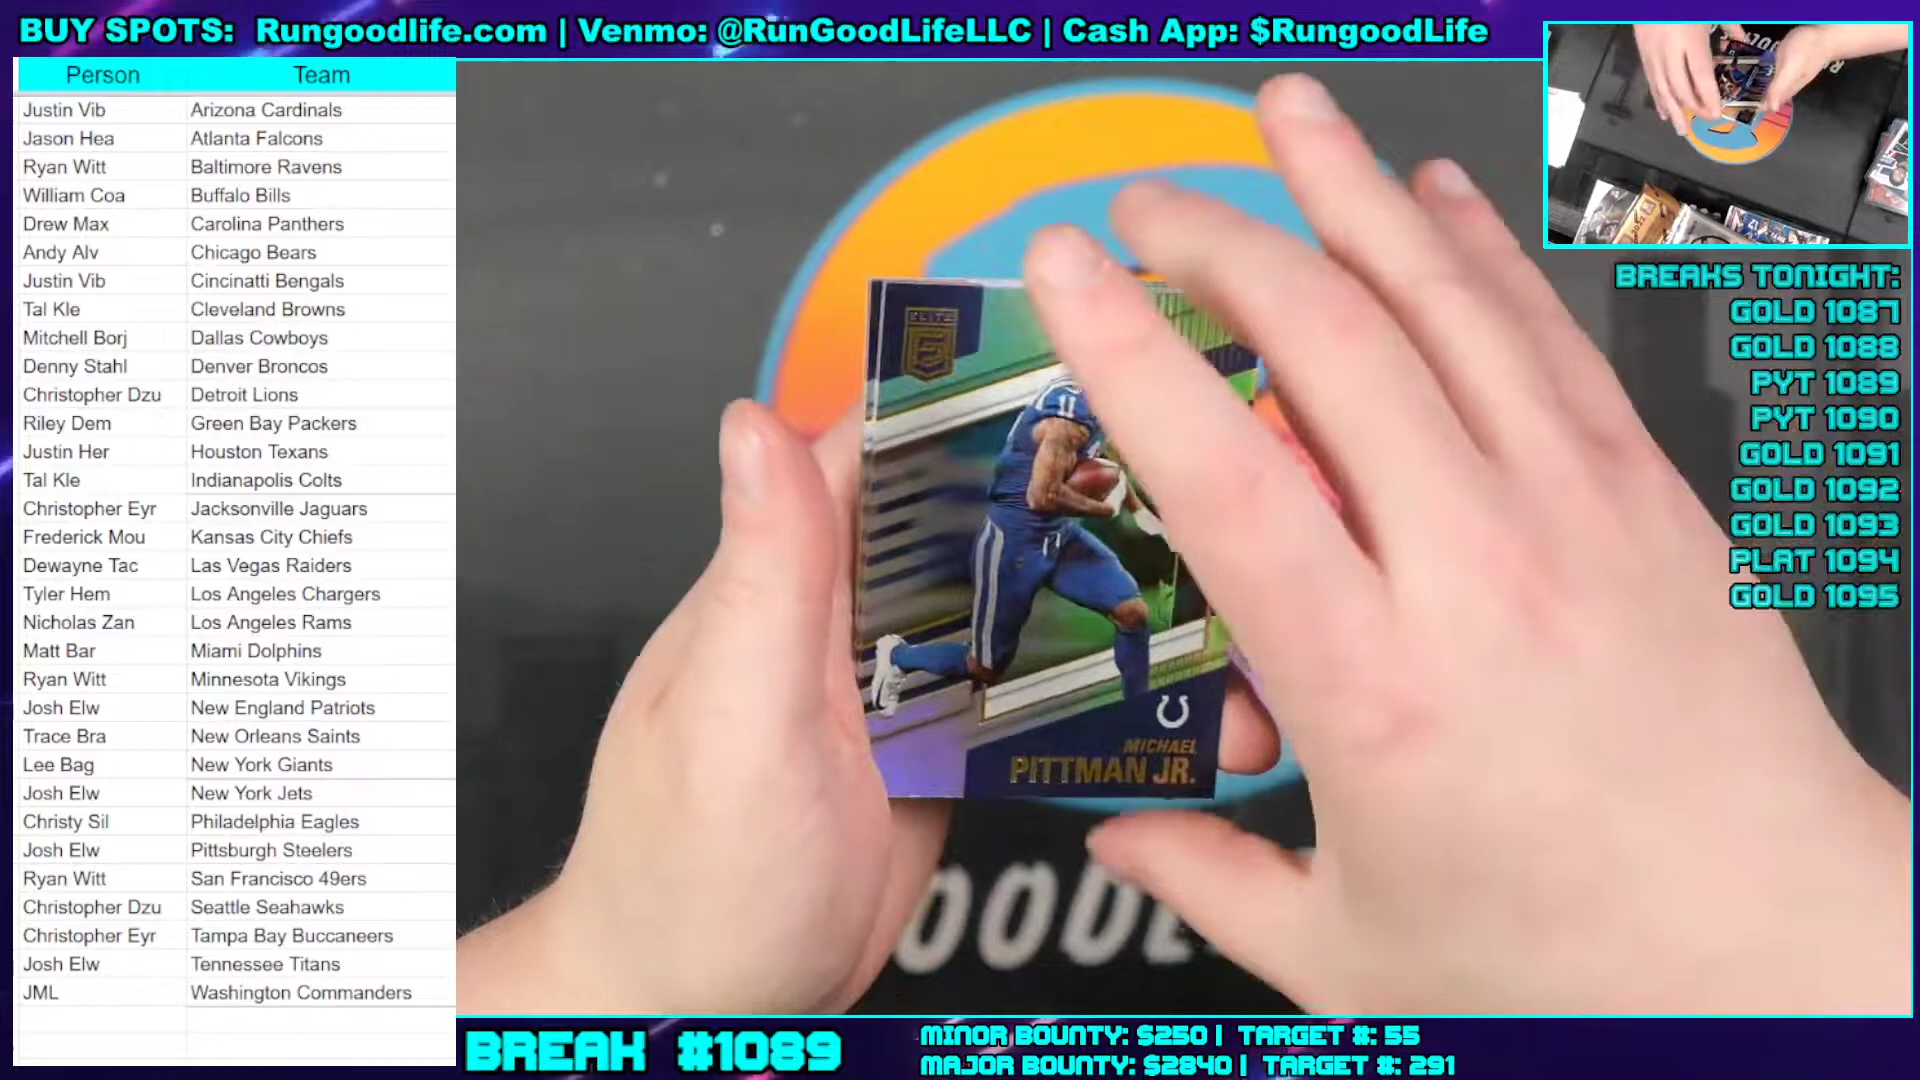 BUY SPOTS: Rungoodlife.com | Venmo: @RunGoodLifeLLC | Cash App: $RungoodLife
Person Team
Justin Vib Arizona Cardinals
Jason Hea Atlanta Falcons
Ryan Witt Baltimore Ravens
William Coa Buffalo Bills
Drew Max Carolina Panthers
Andy Alv Chicago Bears
Justin Vib Cincinatti Bengals
Tal Kle Cleveland Browns
Mitchell Borj Dallas Cowboys
Denny Stahl Denver Broncos
Christopher Dzu Detroit Lions
Riley Dem Green Bay Packers
Justin Her Houston Texans
Tal Kle Indianapolis Colts
Christopher Eyr Jacksonville Jaguars
Frederick Mou Kansas City Chiefs
Dewayne Tac Las Vegas Raiders
Tyler Hem Los Angeles Chargers
Nicholas Zan Los Angeles Rams
Matt Bar Miami Dolphins
Ryan Witt Minnesota Vikings
Josh Elw New England Patriots
Trace Bra New Orleans Saints
Lee Bag New York Giants
Josh Elw New York Jets
Christy Sil Philadelphia Eagles
Josh Elw Pittsburgh Steelers
Ryan Witt San Francisco 49ers
Christopher Dzu Seattle Seahawks
Christopher Eyr Tampa Bay Buccaneers
Josh Elw Tennessee Titans
JML Washington Commanders
ELITE
11
MICHAEL
PITTMAN JR.
BREAKS TONIGHT:
GOLD 1087
GOLD 1088
PYT 1089
PYT 1090
GOLD 1091
GOLD 1092
GOLD 1093
PLAT 1094
GOLD 1095
BREAK #1089
MINOR BOUNTY: $250 | TARGET #: 55
MAJOR BOUNTY: $2840 | TARGET #: 291